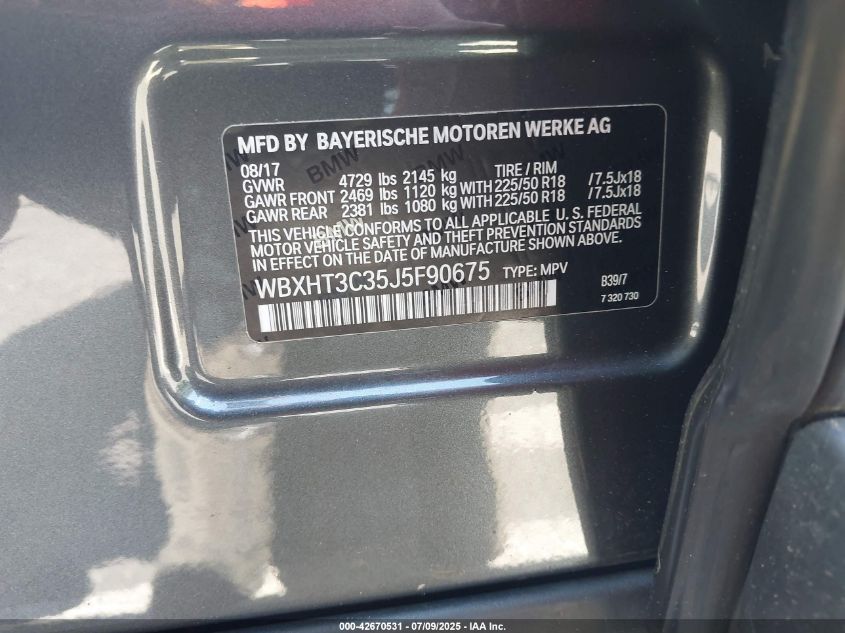 MFD BY BAYERISCHE MOTOREN WERKE AG
08/17 TIRE / RIM
GVWR 4729 lbs 2145 kg
GAWR FRONT 2469 lbs 1120 kg WITH 225/50 R18 /7.5Jx18
GAWR REAR 2381 lbs 1080 kg WITH 225/50 R18 /7.5Jx18
THIS VEHICLE CONFORMS TO ALL APPLICABLE U. S. FEDERAL
MOTOR VEHICLE SAFETY AND THEFT PREVENTION STANDARDS
IN EFFECT ON THE DATE OF MANUFACTURE SHOWN ABOVE.
WBXHT3C35J5F90675 TYPE: MPV B39/7
7 320 730
000-42670531 - 07/09/2025 - IAA Inc.